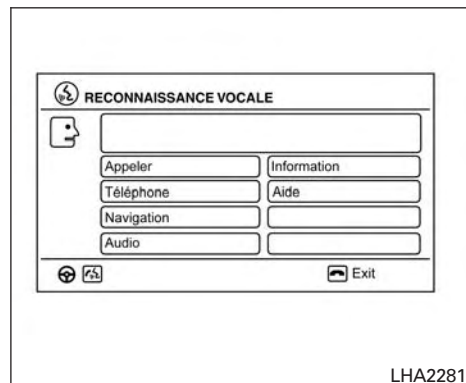 RECONNAISSANCE VOCALE
Appeler
Information
Téléphone
Aide
Navigation
Audio
Exit
LHA2281